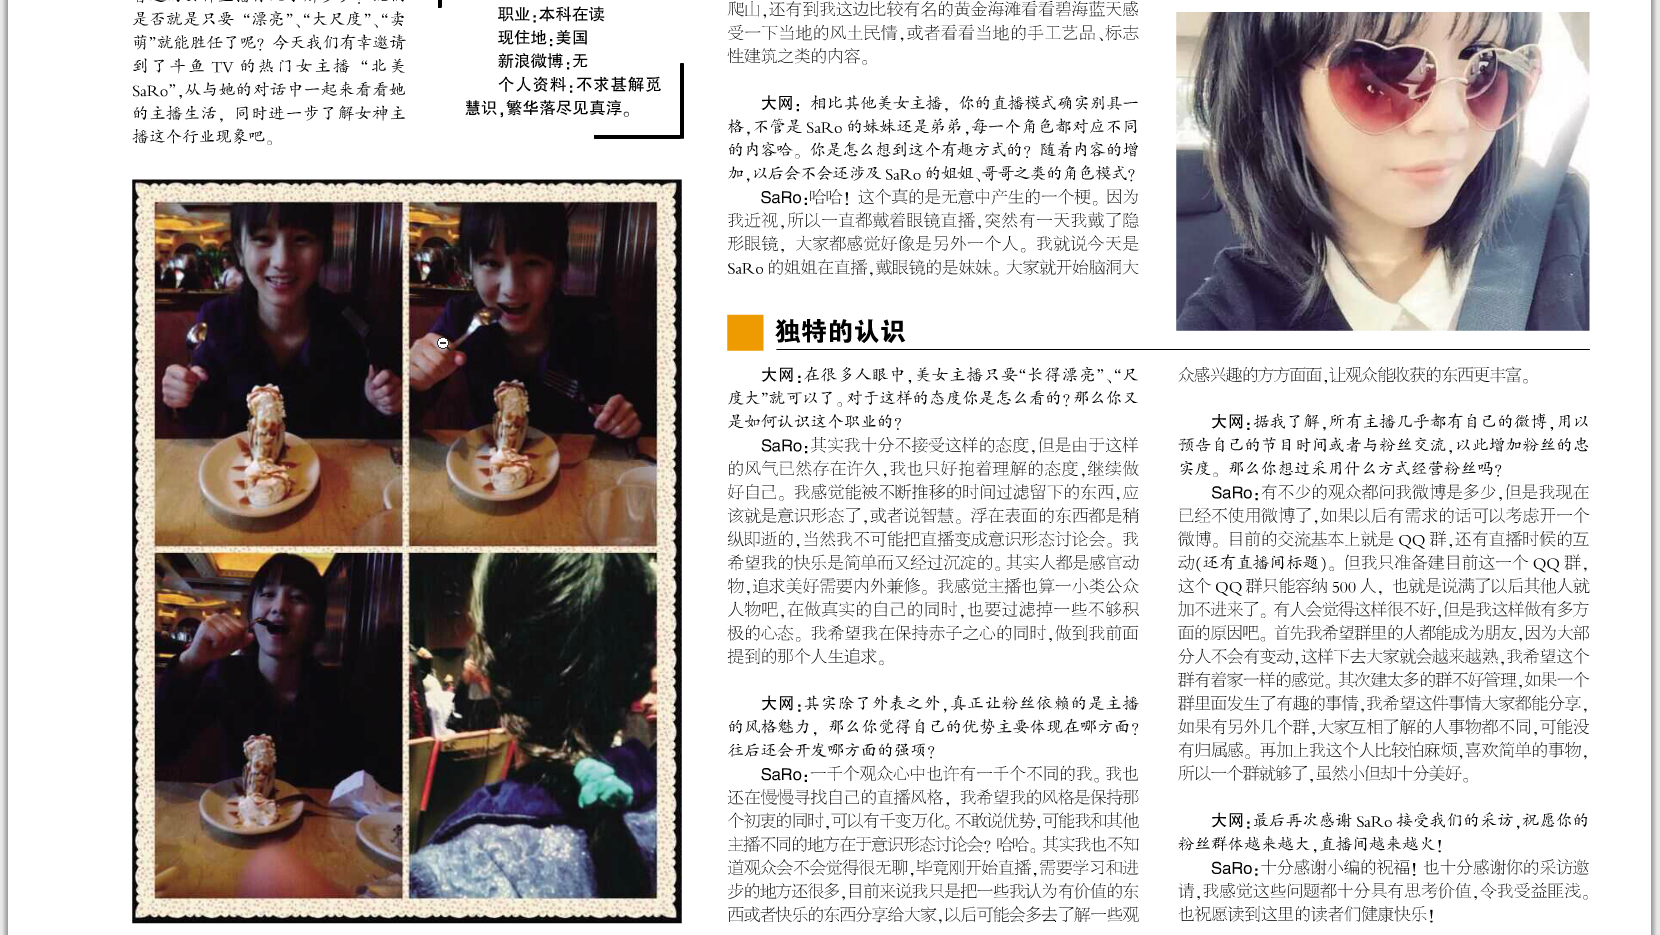 是否就是只要“漂亮”、“大尺度”、“卖
萌”就能胜任了呢？今天我们有幸邀请
到了斗鱼 TV 的热门女主播“北美
SaRo”,从与她的对话中一起来看看她
的主播生活，同时进一步了解女神主
播这个行业现象吧。
职业:本科在读
现住地:美国
新浪微博:无
个人资料:不求甚解觅
慧识,繁华落尽见真淳。
爬山,还有到我这边比较有名的黄金海滩看看碧海蓝天感
受一下当地的风土民情,或者看看当地的手工艺品、标志
性建筑之类的内容。
大网：相比其他美女主播，你的直播模式确实别具一
格,不管是 SaRo 的妹妹还是弟弟,每一个角色都对应不同
的内容哈。你是怎么想到这个有趣方式的？随着内容的增
加,以后会不会还涉及 SaRo 的姐姐、哥哥之类的角色模式？
SaRo:哈哈！这个真的是无意中产生的一个梗。因为
我近视,所以一直都戴着眼镜直播,突然有一天我戴了隐
形眼镜，大家都感觉好像是另外一个人。我就说今天是
SaRo 的姐姐在直播,戴眼镜的是妹妹。大家就开始脑洞大
独特的认识
大网:在很多人眼中,美女主播只要“长得漂亮”、“尺
度大”就可以了。对于这样的态度你是怎么看的？那么你又
是如何认识这个职业的？
SaRo:其实我十分不接受这样的态度,但是由于这样
的风气已然存在许久,我也只好抱着理解的态度,继续做
好自己。我感觉能被不断推移的时间过滤留下的东西,应
该就是意识形态了,或者说智慧。浮在表面的东西都是稍
纵即逝的,当然我不可能把直播变成意识形态讨论会。我
希望我的快乐是简单而又经过沉淀的。其实人都是感官动
物,追求美好需要内外兼修。我感觉主播也算一小类公众
人物吧,在做真实的自己的同时,也要过滤掉一些不够积
极的心态。我希望我在保持赤子之心的同时,做到我前面
提到的那个人生追求。
大网:其实除了外表之外,真正让粉丝依赖的是主播
的风格魅力，那么你觉得自己的优势主要体现在哪方面？
往后还会开发哪方面的强项？
SaRo:一千个观众心中也许有一千个不同的我。我也
还在慢慢寻找自己的直播风格，我希望我的风格是保持那
个初衷的同时,可以有千变万化。不敢说优势,可能我和其他
主播不同的地方在于意识形态讨论会？哈哈。其实我也不知
道观众会不会觉得很无聊,毕竟刚开始直播,需要学习和进
步的地方还很多,目前来说我只是把一些我认为有价值的东
西或者快乐的东西分享给大家,以后可能会多去了解一些观
众感兴趣的方方面面,让观众能收获的东西更丰富。
大网:据我了解,所有主播几乎都有自己的微博,用以
预告自己的节目时间或者与粉丝交流,以此增加粉丝的忠
实度。那么你想过采用什么方式经营粉丝吗？
SaRo:有不少的观众都问我微博是多少,但是我现在
已经不使用微博了,如果以后有需求的话可以考虑开一个
微博。目前的交流基本上就是 QQ 群,还有直播时候的互
动(还有直播间标题)。但我只准备建目前这一个 QQ 群，
这个 QQ 群只能容纳 500 人，也就是说满了以后其他人就
加不进来了。有人会觉得这样很不好,但是我这样做有多方
面的原因吧。首先我希望群里的人都能成为朋友,因为大部
分人不会有变动,这样下去大家就会越来越熟,我希望这个
群有着家一样的感觉。其次建太多的群不好管理,如果一个
群里面发生了有趣的事情,我希望这件事情大家都能分享,
如果有另外几个群,大家互相了解的人事物都不同,可能没
有归属感。再加上我这个人比较怕麻烦,喜欢简单的事物,
所以一个群就够了,虽然小但却十分美好。
大网:最后再次感谢 SaRo 接受我们的采访,祝愿你的
粉丝群体越来越大,直播间越来越火！
SaRo:十分感谢小编的祝福！也十分感谢你的采访邀
请,我感觉这些问题都十分具有思考价值,令我受益匪浅。
也祝愿读到这里的读者们健康快乐！